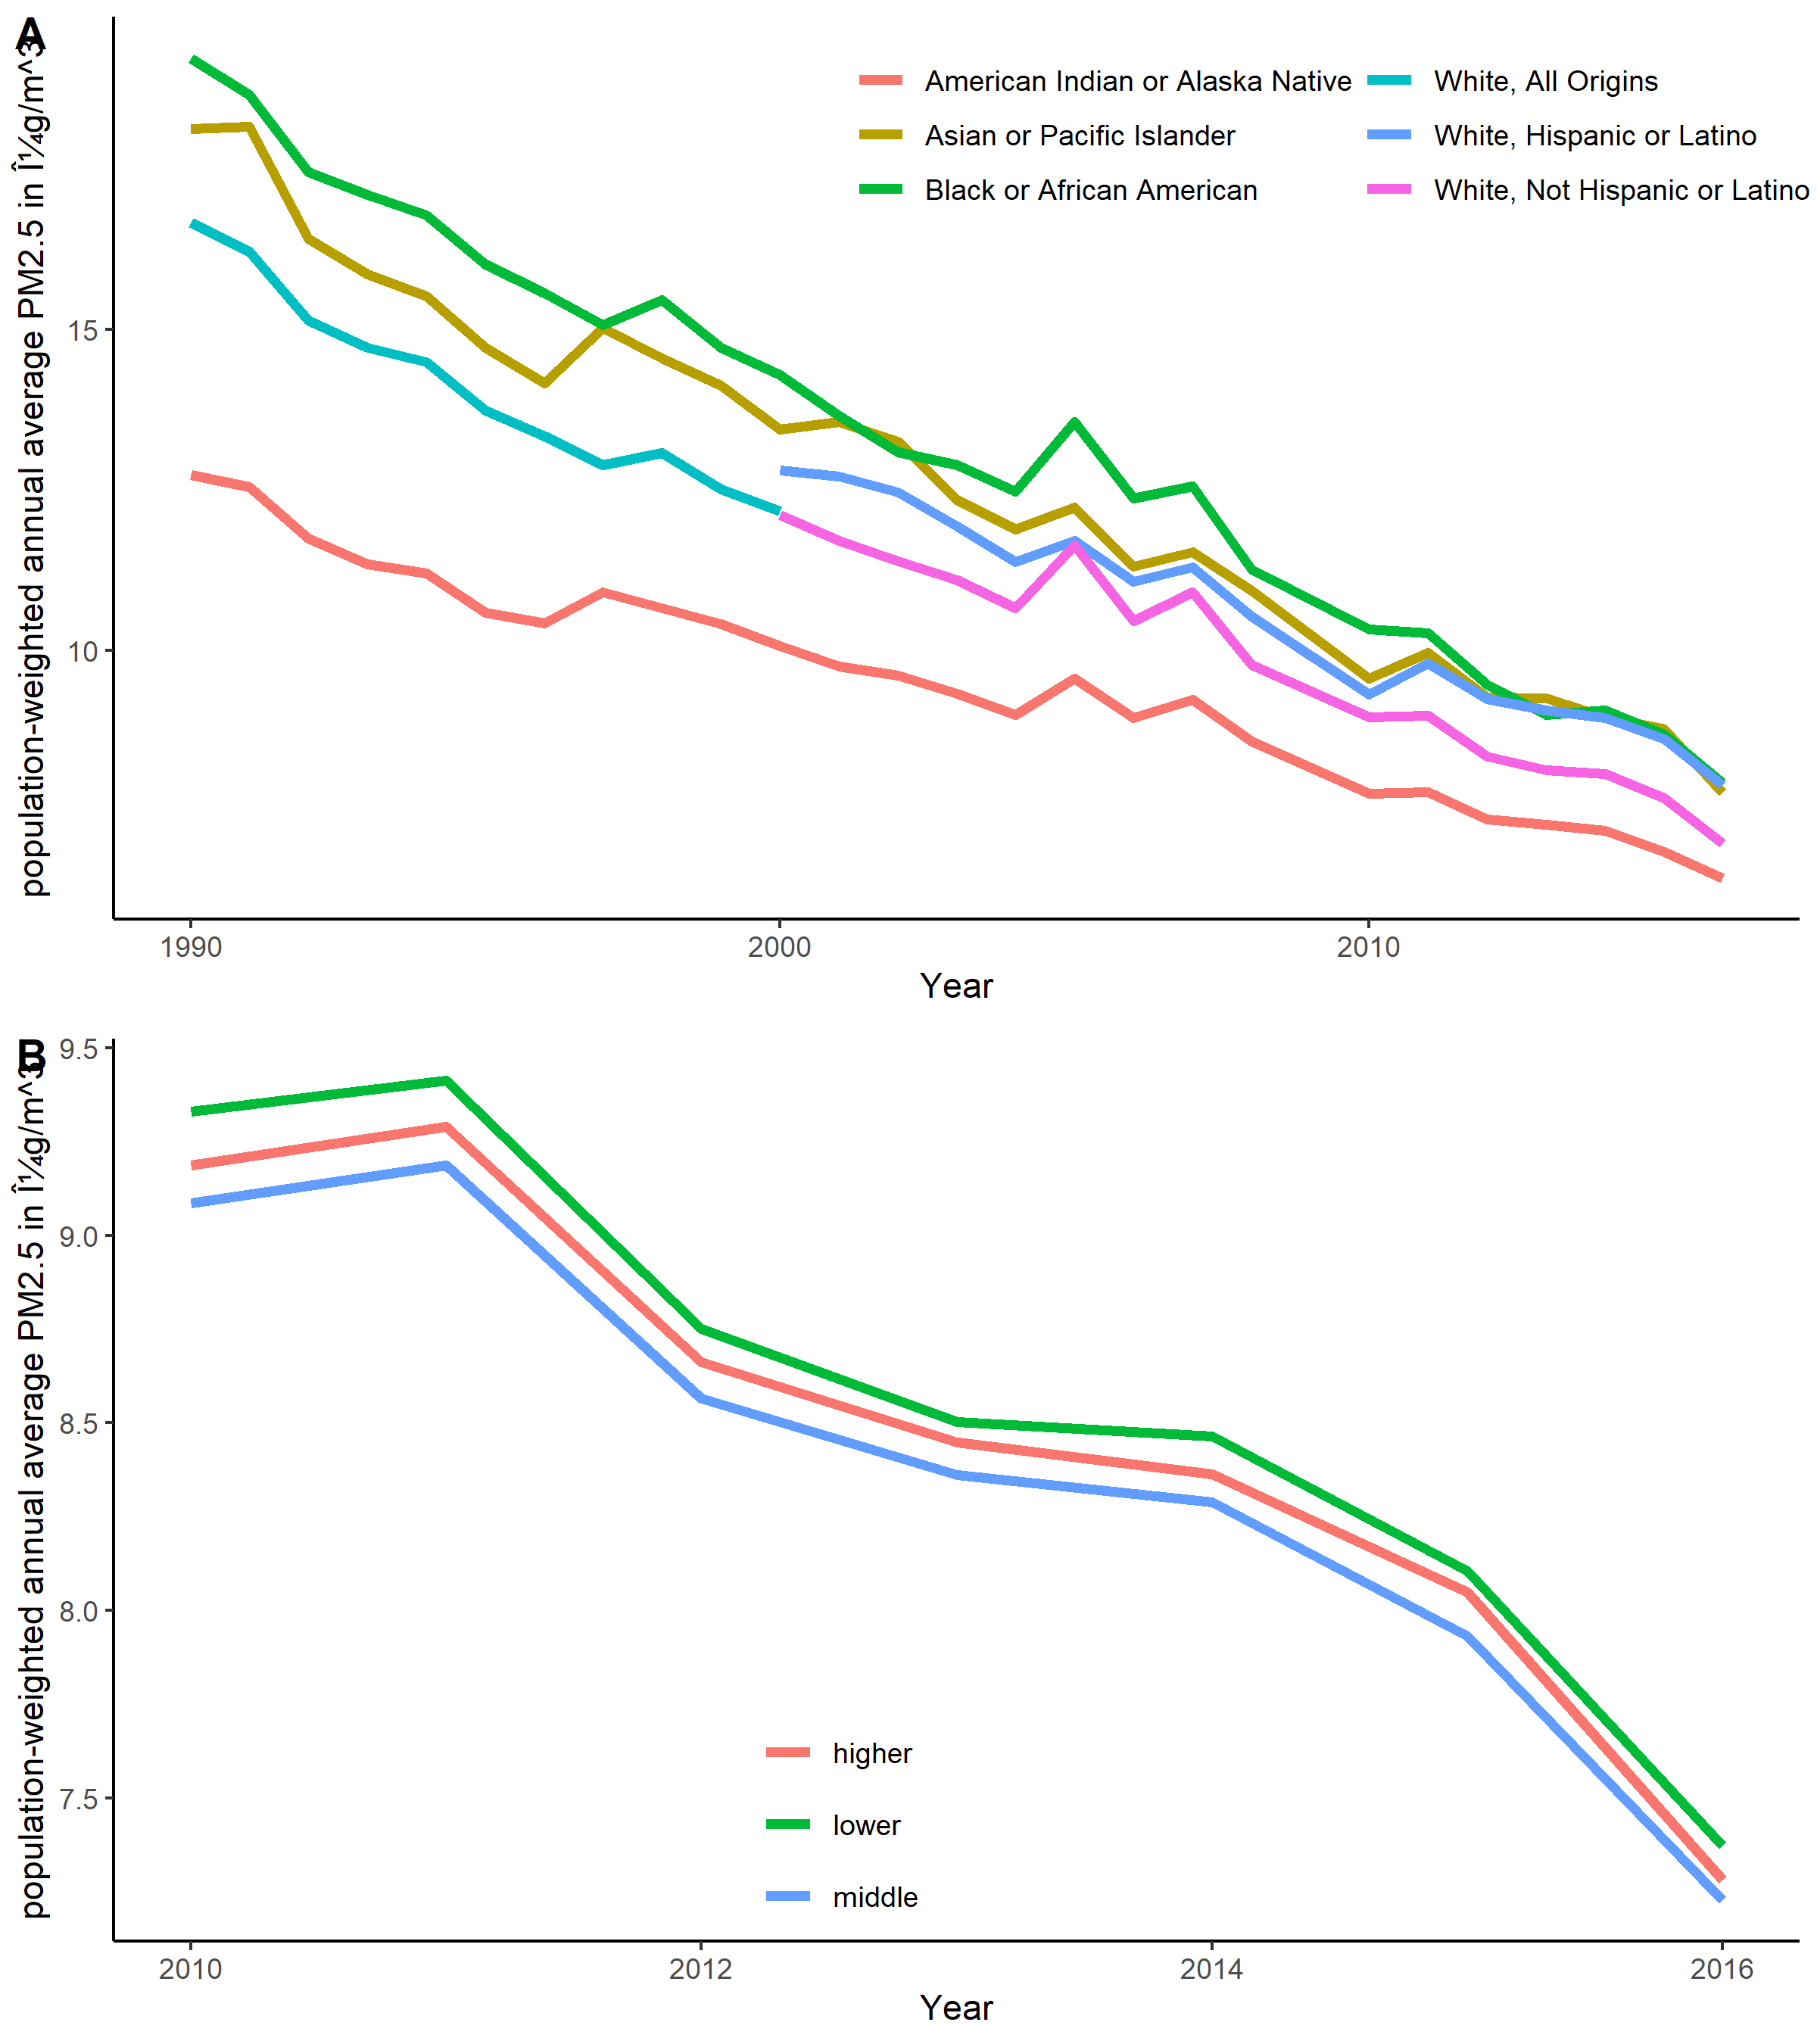 A
population-weighted annual average PM2.5 in Î¼g/m^3
American Indian or Alaska Native
Asian or Pacific Islander
Black or African American
White, All Origins
White, Hispanic or Latino
White, Not Hispanic or Latino
15
10
1990
2000
2010
Year
B
population-weighted annual average PM2.5 in Î¼g/m^3
9.5
9.0
8.5
8.0
7.5
higher
lower
middle
2010
2012
2014
2016
Year